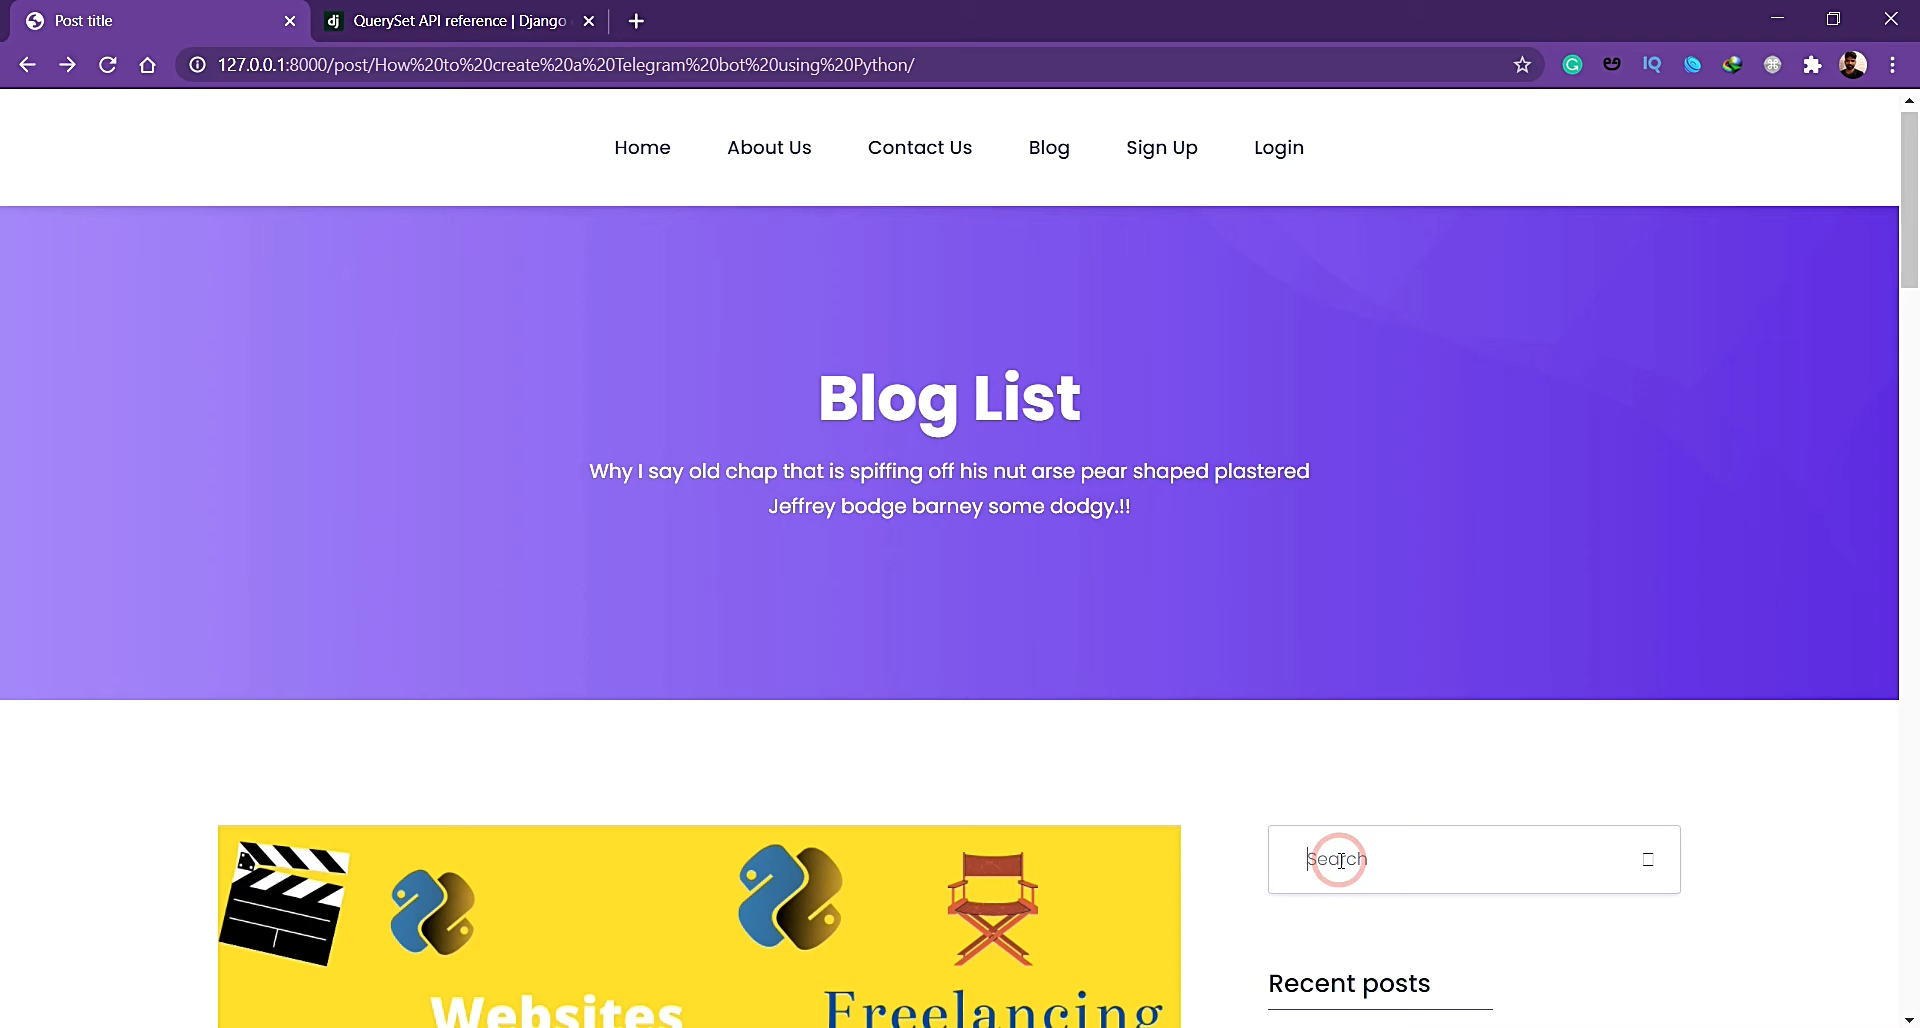 Post title
dj QuerySet API reference | Django
127.0.0.1:8000/post/How%20to%20create%20a%20Telegram%20bot%20using%20Python/
IQ
Home About Us Contact Us Blog Sign Up Login
Blog List
Why I say old chap that is spiffing off his nut arse pear shaped plastered
Jeffrey bodge barney some dodgy.!!
Search
Websites
Freelancing
Recent posts